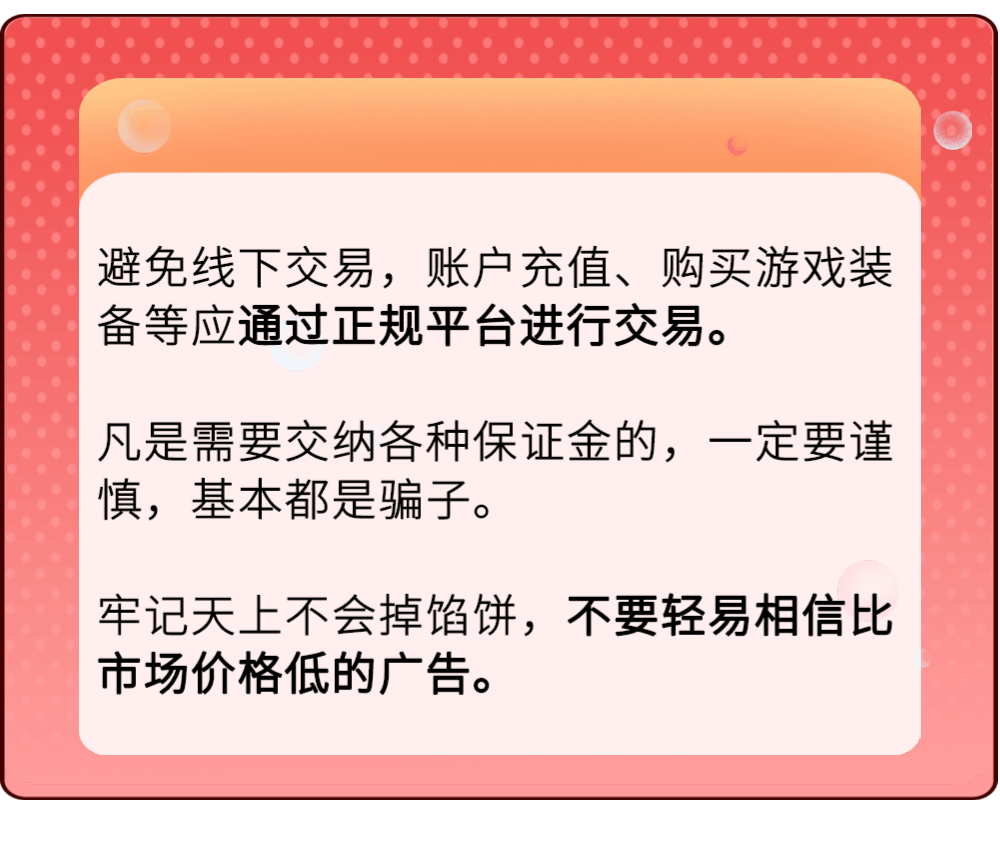 避免线下交易，账户充值、购买游戏装
备等应通过正规平台进行交易。
凡是需要交纳各种保证金的，一定要谨
慎，基本都是骗子。
牢记天上不会掉馅饼，不要轻易相信比
市场价格低的广告。